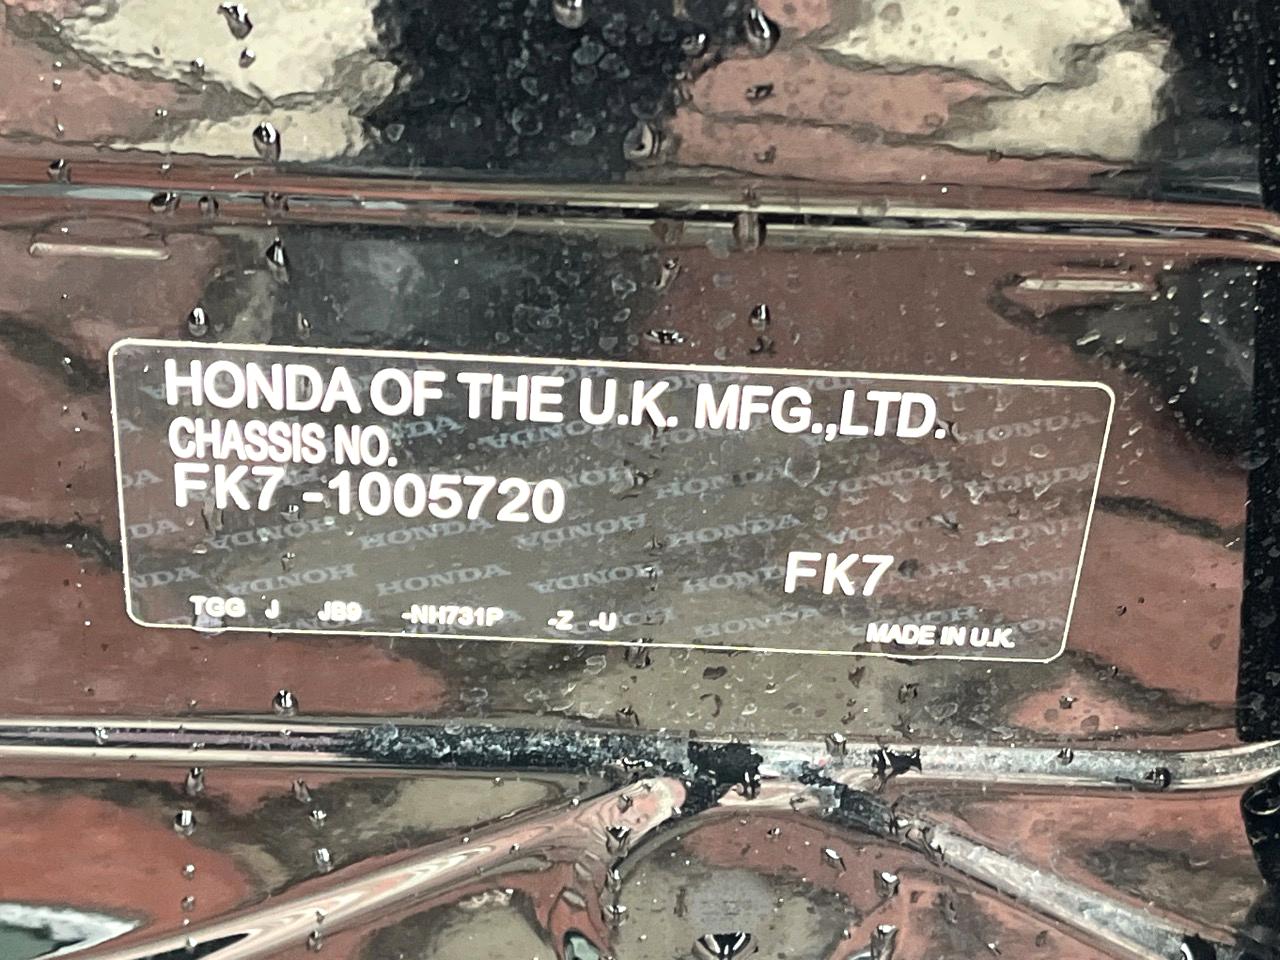 HONDA OF THE U.K. MFG.,LTD.
CHASSIS NO.
FK7 -1005720
FK7
TGG J JB9 -NH731P -Z -U
MADE IN U.K.